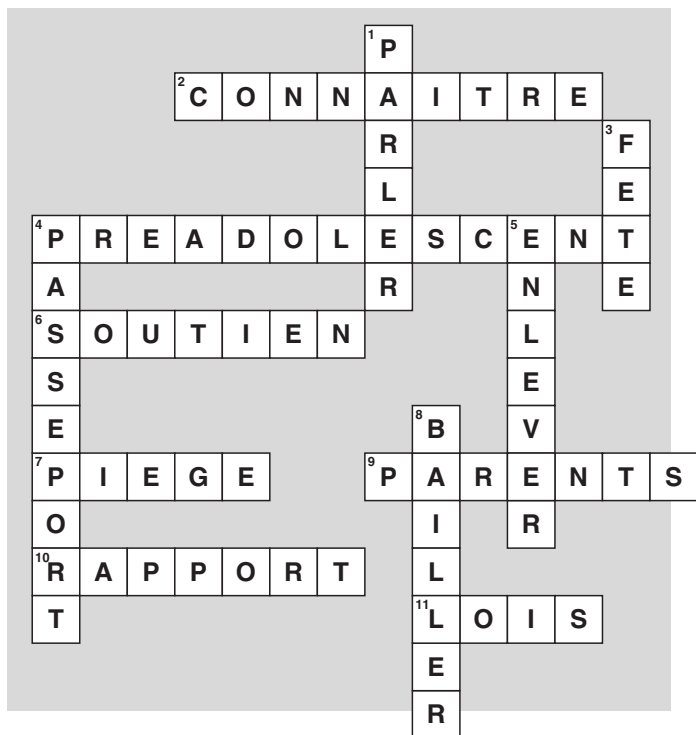 1 P
2 C O N N A I T R E
R 3 F
L E
4 P R E A D O L E S C 5 E N T
A R N E
6 S O U T I E N L
S E
E 8 B V
7 P I E G E 9 P A R E N T S
O I R
10 R A P P O R T L
T 11 L O I S
E
R